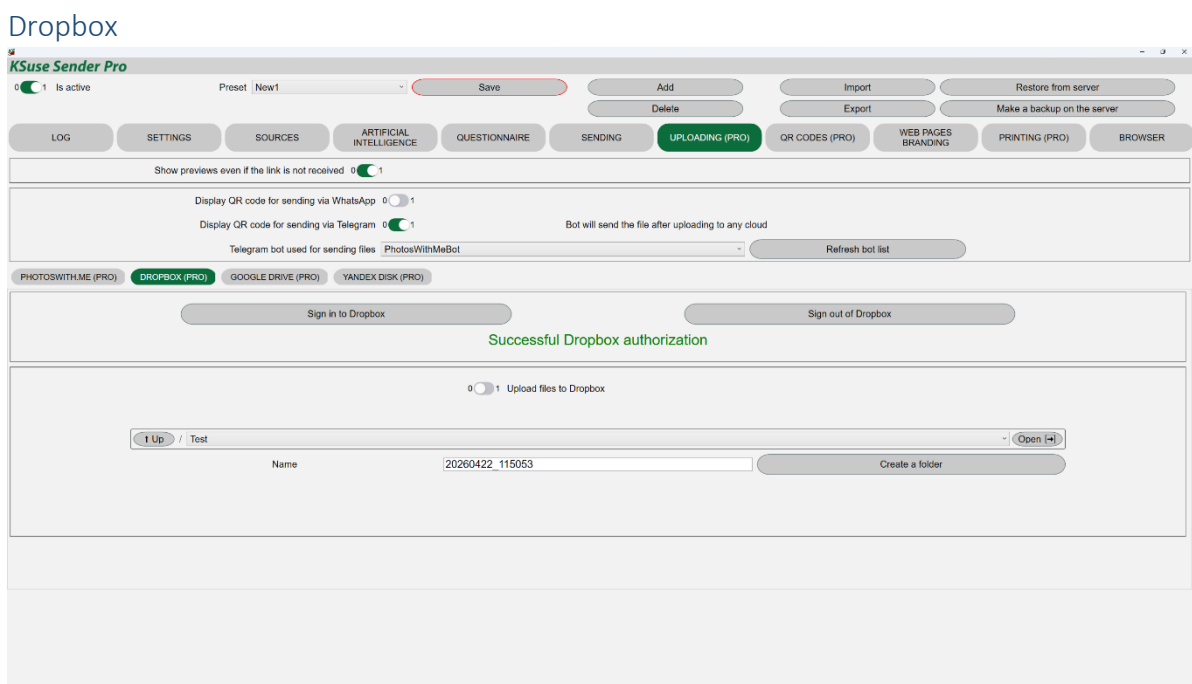 Dropbox
KSuse Sender Pro
0 1 Is active Preset New1 Save Add Import Restore from server
Delete Export Make a backup on the server
LOG SETTINGS SOURCES ARTIFICIAL INTELLIGENCE QUESTIONNAIRE SENDING UPLOADING (PRO) QR CODES (PRO) WEB PAGES BRANDING PRINTING (PRO) BROWSER
Show previews even if the link is not received 0 1
Display QR code for sending via WhatsApp 0 1
Display QR code for sending via Telegram 0 1 Bot will send the file after uploading to any cloud
Telegram bot used for sending files PhotosWithMeBot Refresh bot list
PHOTOSWITH.ME (PRO) DROPBOX (PRO) GOOGLE DRIVE (PRO) YANDEX DISK (PRO)
Sign in to Dropbox Sign out of Dropbox
Successful Dropbox authorization
0 1 Upload files to Dropbox
⬆ Up / Test Open
Name 20260422_115053 Create a folder